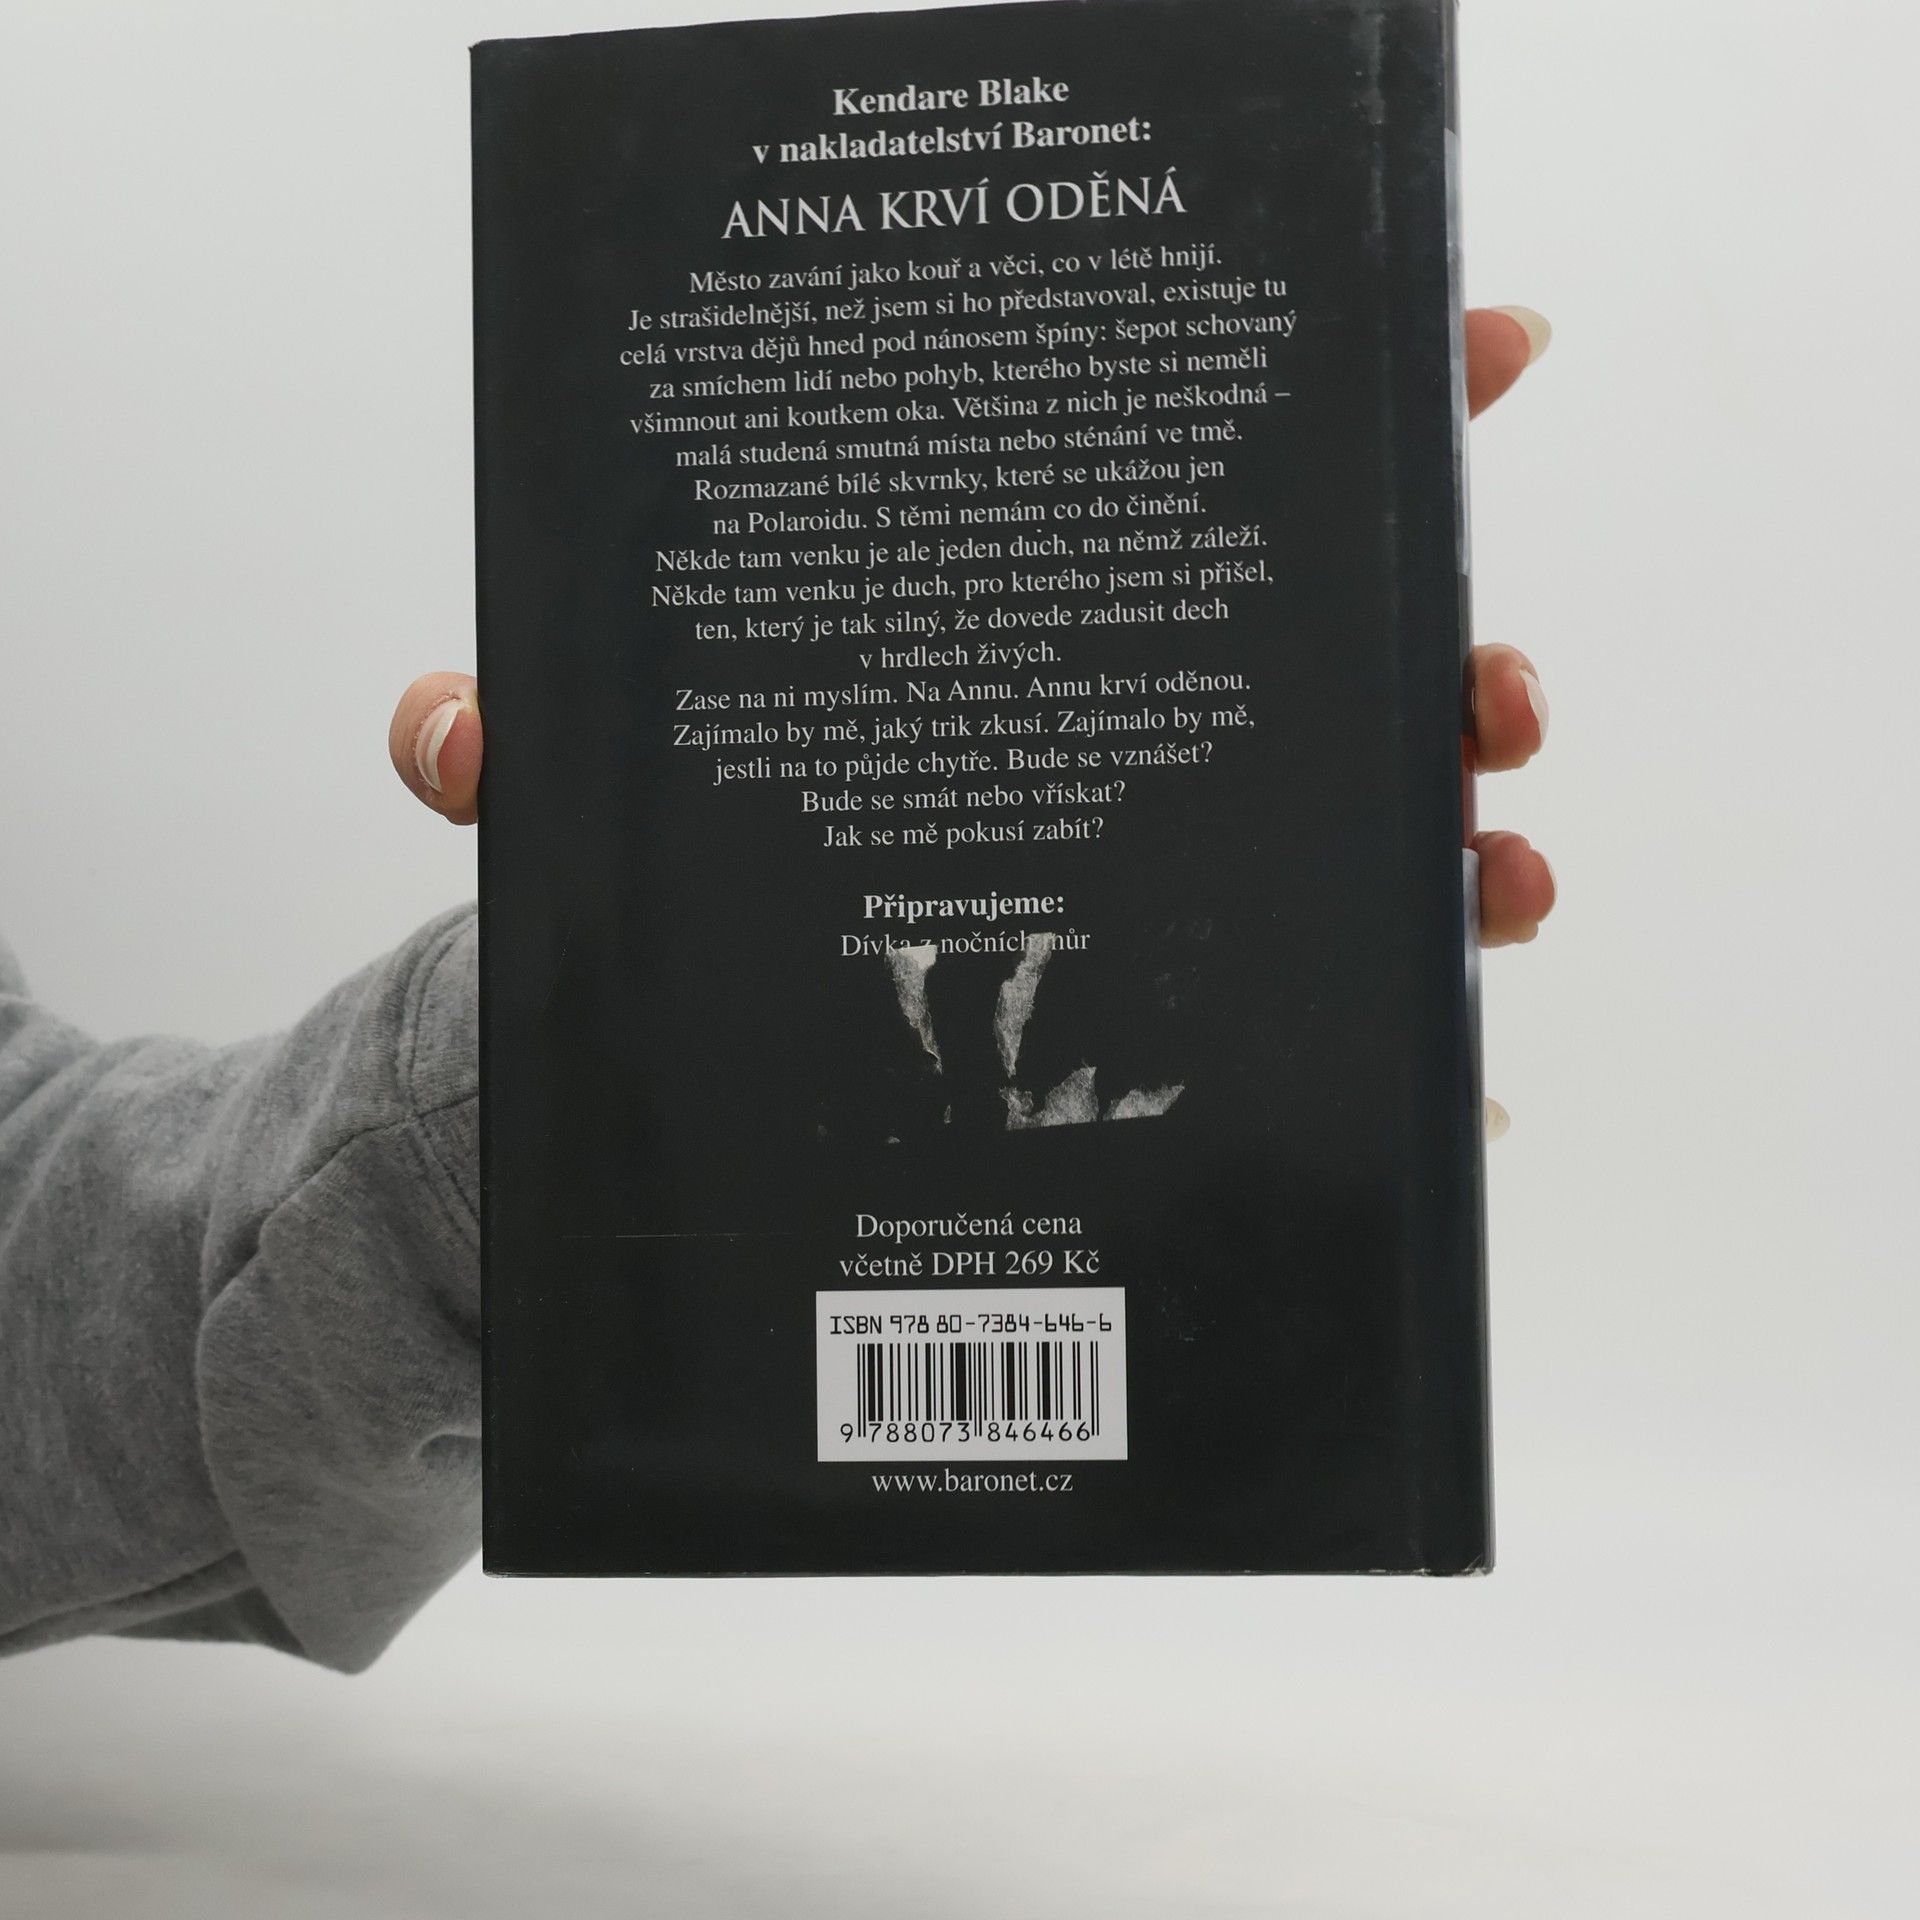 Kendare Blake
v nakladatelství Baronet:
ANNA KRVÍ ODĚNÁ
Město zavání jako kouř a věci, co v létě hnijí.
Je strašidelnější, než jsem si ho představoval, existuje tu
celá vrstva dějů hned pod nánosem špíny: šepot schovaný
za smíchem lidí nebo pohyb, kterého byste si neměli
všimnout ani koutkem oka. Většina z nich je neškodná –
malá studená smutná místa nebo sténání ve tmě.
Rozmazané bílé skvrnky, které se ukážou jen
na Polaroidu. S těmi nemám co do činění.
Někde tam venku je ale jeden duch, na němž záleží.
Někde tam venku je duch, pro kterého jsem si přišel,
ten, který je tak silný, že dovede zadusit dech
v hrdlech živých.
Zase na ni myslím. Na Annu. Annu krví oděnou.
Zajímalo by mě, jaký trik zkusí. Zajímalo by mě,
jestli na to půjde chytře. Bude se vznášet?
Bude se smát nebo vřískat?
Jak se mě pokusí zabít?
Připravujeme:
Dívka z nočních můr
Doporučená cena
včetně DPH 269 Kč
ISBN 978 80-7384-646-6
9 788073 846466
www.baronet.cz